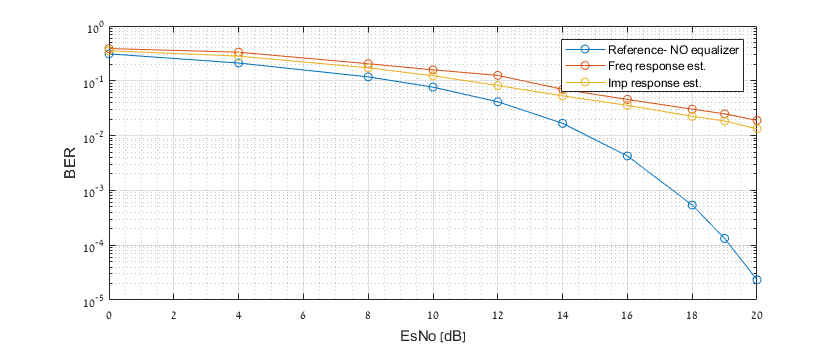 10^0
10^-1
10^-2
10^-3
10^-4
10^-5
BER
0 2 4 6 8 10 12 14 16 18 20
EsNo [dB]
Reference- NO equalizer
Freq response est.
Imp response est.